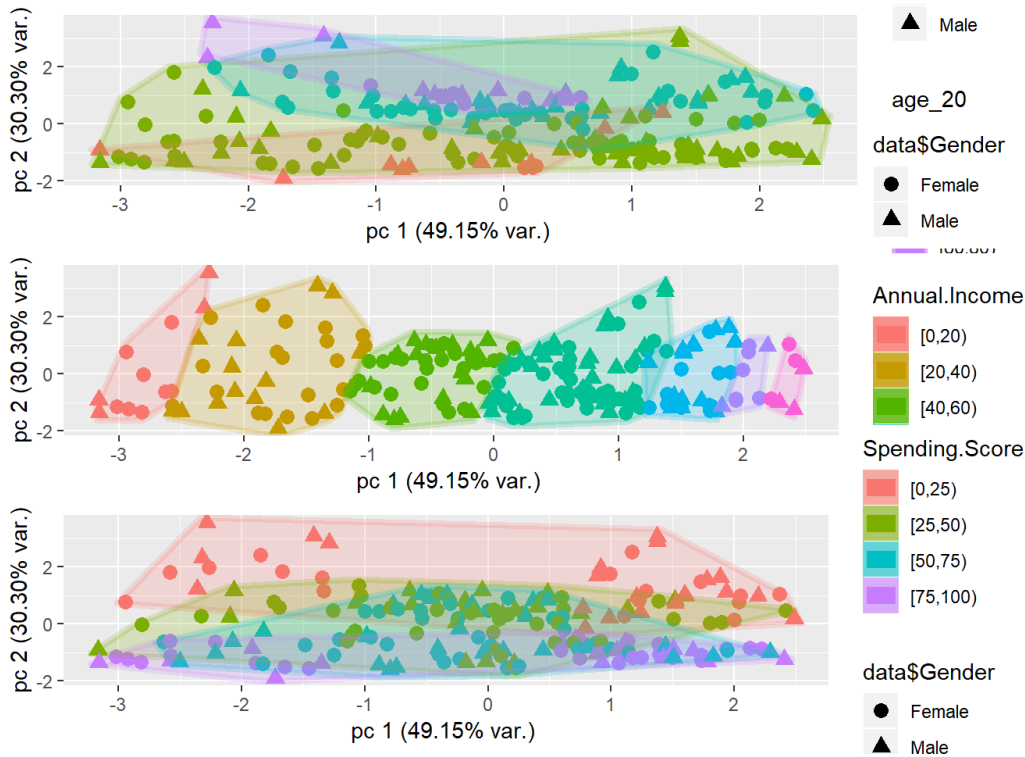 pc 2 (30.30% var.)
2
0
-2
-3
-2
-1
0
1
2
pc 1 (49.15% var.)
Male
age_20
data$Gender
Female
Male
pc 2 (30.30% var.)
2
0
-2
-3
-2
-1
0
1
2
pc 1 (49.15% var.)
Annual.Income
[0,20)
[20,40)
[40,60)
Spending.Score
[0,25)
[25,50)
[50,75)
[75,100)
pc 2 (30.30% var.)
2
0
-2
-3
-2
-1
0
1
2
pc 1 (49.15% var.)
data$Gender
Female
Male